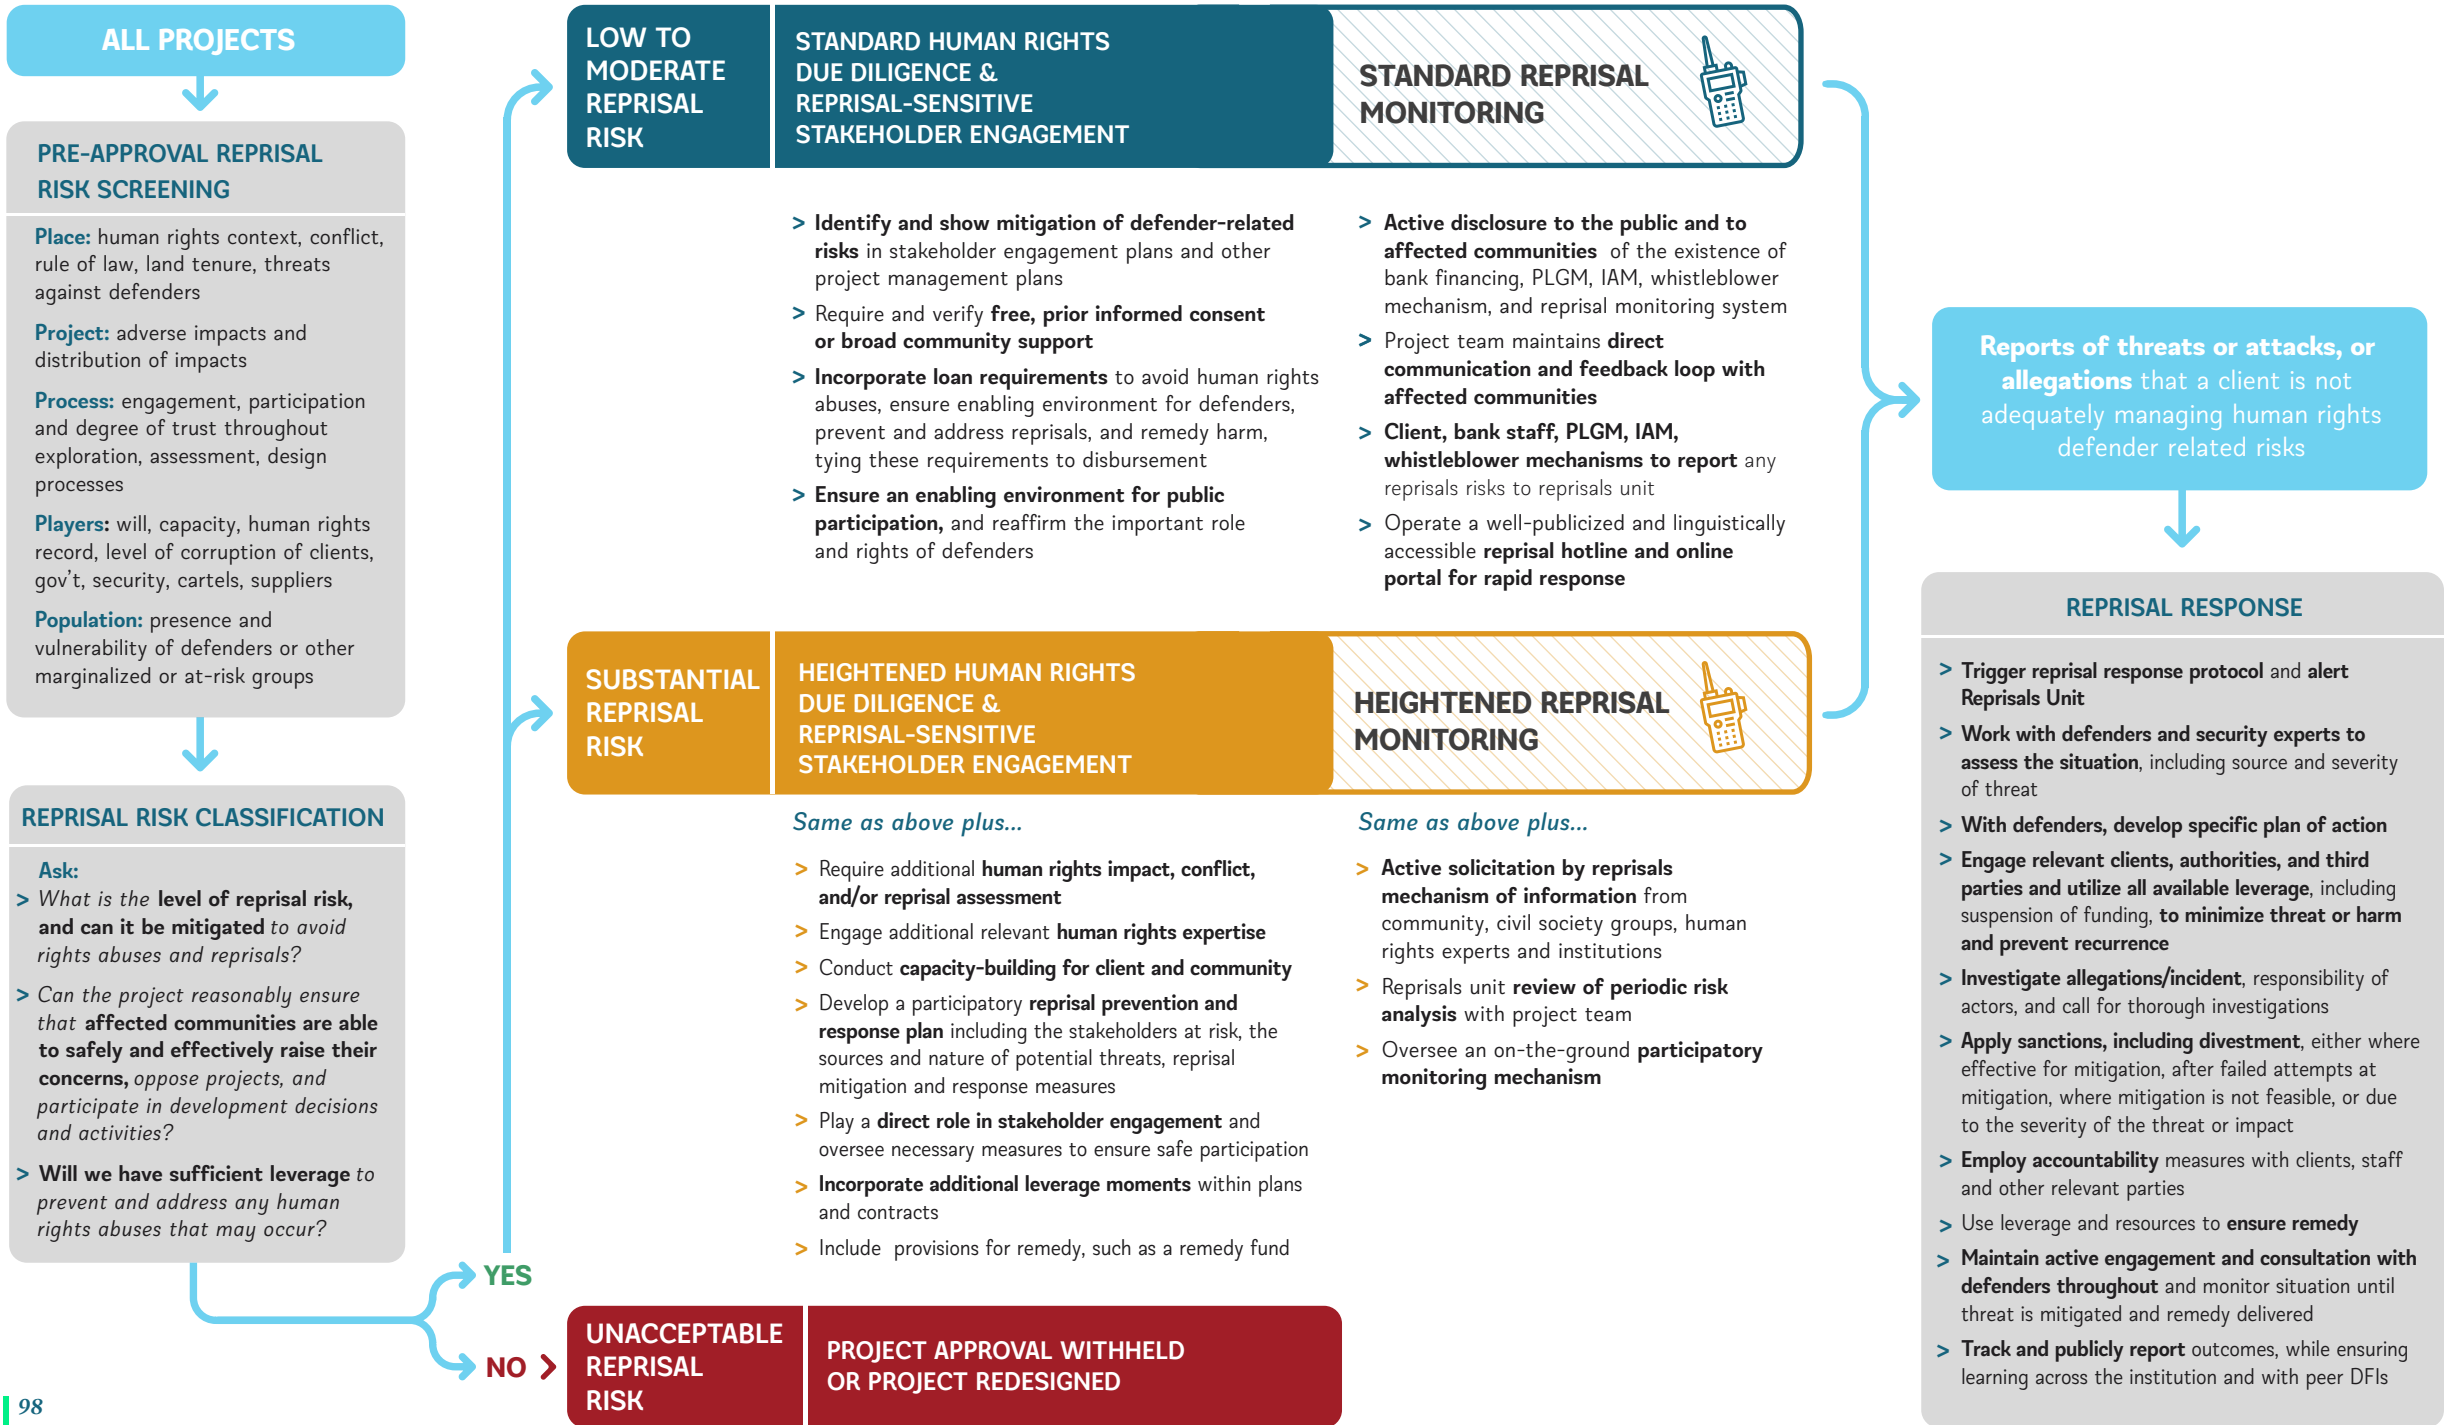 ALL PROJECTS
PRE-APPROVAL REPRISAL
RISK SCREENING
Place: human rights context, conflict,
rule of law, land tenure, threats
against defenders
Project: adverse impacts and
distribution of impacts
Process: engagement, participation
and degree of trust throughout
exploration, assessment, design
processes
Players: will, capacity, human rights
record, level of corruption of clients,
gov't, security, cartels, suppliers
Population: presence and
vulnerability of defenders or other
marginalized or at-risk groups
REPRISAL RISK CLASSIFICATION
Ask:
> What is the level of reprisal risk,
and can it be mitigated to avoid
rights abuses and reprisals?
> Can the project reasonably ensure
that affected communities are able
to safely and effectively raise their
concerns, oppose projects, and
participate in development decisions
and activities?
> Will we have sufficient leverage to
prevent and address any human
rights abuses that may occur?
YES
NO >
LOW TO
MODERATE
REPRISAL
RISK
STANDARD HUMAN RIGHTS
DUE DILIGENCE &
REPRISAL-SENSITIVE
STAKEHOLDER ENGAGEMENT
STANDARD REPRISAL
MONITORING
> Identify and show mitigation of defender-related
risks in stakeholder engagement plans and other
project management plans
> Require and verify free, prior informed consent
or broad community support
> Incorporate loan requirements to avoid human rights
abuses, ensure enabling environment for defenders,
prevent and address reprisals, and remedy harm,
tying these requirements to disbursement
> Ensure an enabling environment for public
participation, and reaffirm the important role
and rights of defenders
> Active disclosure to the public and to
affected communities of the existence of
bank financing, PLGM, IAM, whistleblower
mechanism, and reprisal monitoring system
> Project team maintains direct
communication and feedback loop with
affected communities
> Client, bank staff, PLGM, IAM,
whistleblower mechanisms to report any
reprisals risks to reprisals unit
> Operate a well-publicized and linguistically
accessible reprisal hotline and online
portal for rapid response
SUBSTANTIAL
REPRISAL
RISK
HEIGHTENED HUMAN RIGHTS
DUE DILIGENCE &
REPRISAL-SENSITIVE
STAKEHOLDER ENGAGEMENT
HEIGHTENED REPRISAL
MONITORING
Same as above plus...
> Require additional human rights impact, conflict,
and/or reprisal assessment
> Engage additional relevant human rights expertise
> Conduct capacity-building for client and community
> Develop a participatory reprisal prevention and
response plan including the stakeholders at risk, the
sources and nature of potential threats, reprisal
mitigation and response measures
> Play a direct role in stakeholder engagement and
oversee necessary measures to ensure safe participation
> Incorporate additional leverage moments within plans
and contracts
> Include provisions for remedy, such as a remedy fund
Same as above plus...
> Active solicitation by reprisals
mechanism of information from
community, civil society groups, human
rights experts and institutions
> Reprisals unit review of periodic risk
analysis with project team
> Oversee an on-the-ground participatory
monitoring mechanism
UNACCEPTABLE
REPRISAL
RISK
PROJECT APPROVAL WITHHELD
OR PROJECT REDESIGNED
Reports of threats or attacks, or
allegations that a client is not
adequately managing human rights
defender related risks
REPRISAL RESPONSE
> Trigger reprisal response protocol and alert
Reprisals Unit
> Work with defenders and security experts to
assess the situation, including source and severity
of threat
> With defenders, develop specific plan of action
> Engage relevant clients, authorities, and third
parties and utilize all available leverage, including
suspension of funding, to minimize threat or harm
and prevent recurrence
> Investigate allegations/incident, responsibility of
actors, and call for thorough investigations
> Apply sanctions, including divestment, either where
effective for mitigation, after failed attempts at
mitigation, where mitigation is not feasible, or due
to the severity of the threat or impact
> Employ accountability measures with clients, staff
and other relevant parties
> Use leverage and resources to ensure remedy
> Maintain active engagement and consultation with
defenders throughout and monitor situation until
threat is mitigated and remedy delivered
> Track and publicly report outcomes, while ensuring
learning across the institution and with peer DFIs
98